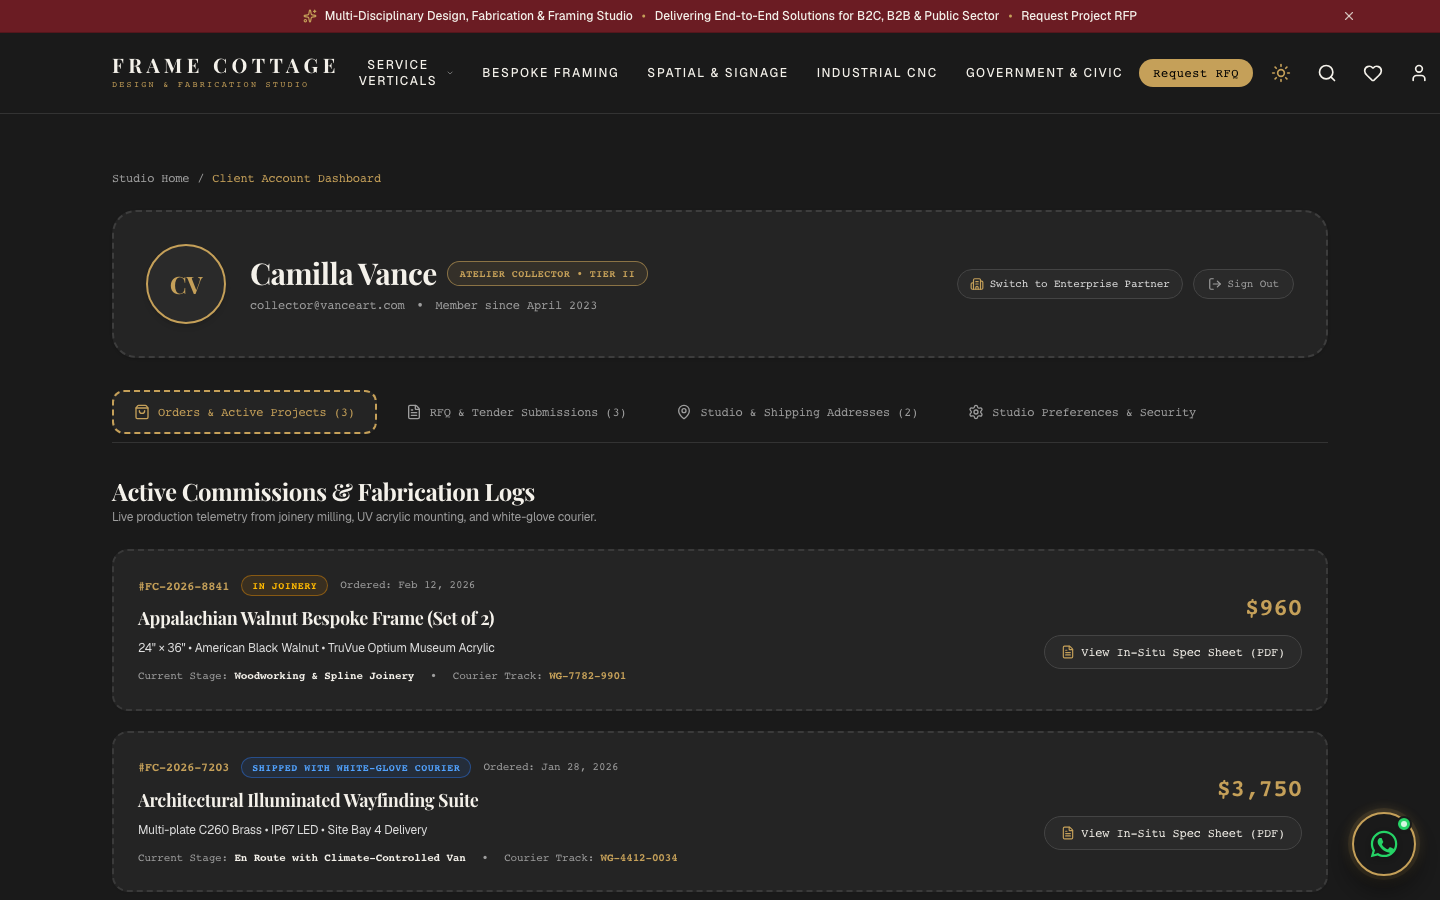 Multi-Disciplinary Design, Fabrication & Framing Studio • Delivering End-to-End Solutions for B2C, B2B & Public Sector • Request Project RFP
FRAME COTTAGE
DESIGN & FABRICATION STUDIO
SERVICE VERTICALS
BESPOKE FRAMING
SPATIAL & SIGNAGE
INDUSTRIAL CNC
GOVERNMENT & CIVIC
Request RFQ
Studio Home / Client Account Dashboard
CV
Camilla Vance
ATELIER COLLECTOR • TIER II
collector@vanceart.com • Member since April 2023
Switch to Enterprise Partner
Sign Out
Orders & Active Projects (3)
RFQ & Tender Submissions (3)
Studio & Shipping Addresses (2)
Studio Preferences & Security
Active Commissions & Fabrication Logs
Live production telemetry from joinery milling, UV acrylic mounting, and white-glove courier.
#FC-2026-8841 IN JOINERY Ordered: Feb 12, 2026
Appalachian Walnut Bespoke Frame (Set of 2)
24" × 36" • American Black Walnut • TruVue Optium Museum Acrylic
Current Stage: Woodworking & Spline Joinery • Courier Track: WG-7782-9901
$960
View In-Situ Spec Sheet (PDF)
#FC-2026-7203 SHIPPED WITH WHITE-GLOVE COURIER Ordered: Jan 28, 2026
Architectural Illuminated Wayfinding Suite
Multi-plate C260 Brass • IP67 LED • Site Bay 4 Delivery
Current Stage: En Route with Climate-Controlled Van • Courier Track: WG-4412-0034
$3,750
View In-Situ Spec Sheet (PDF)